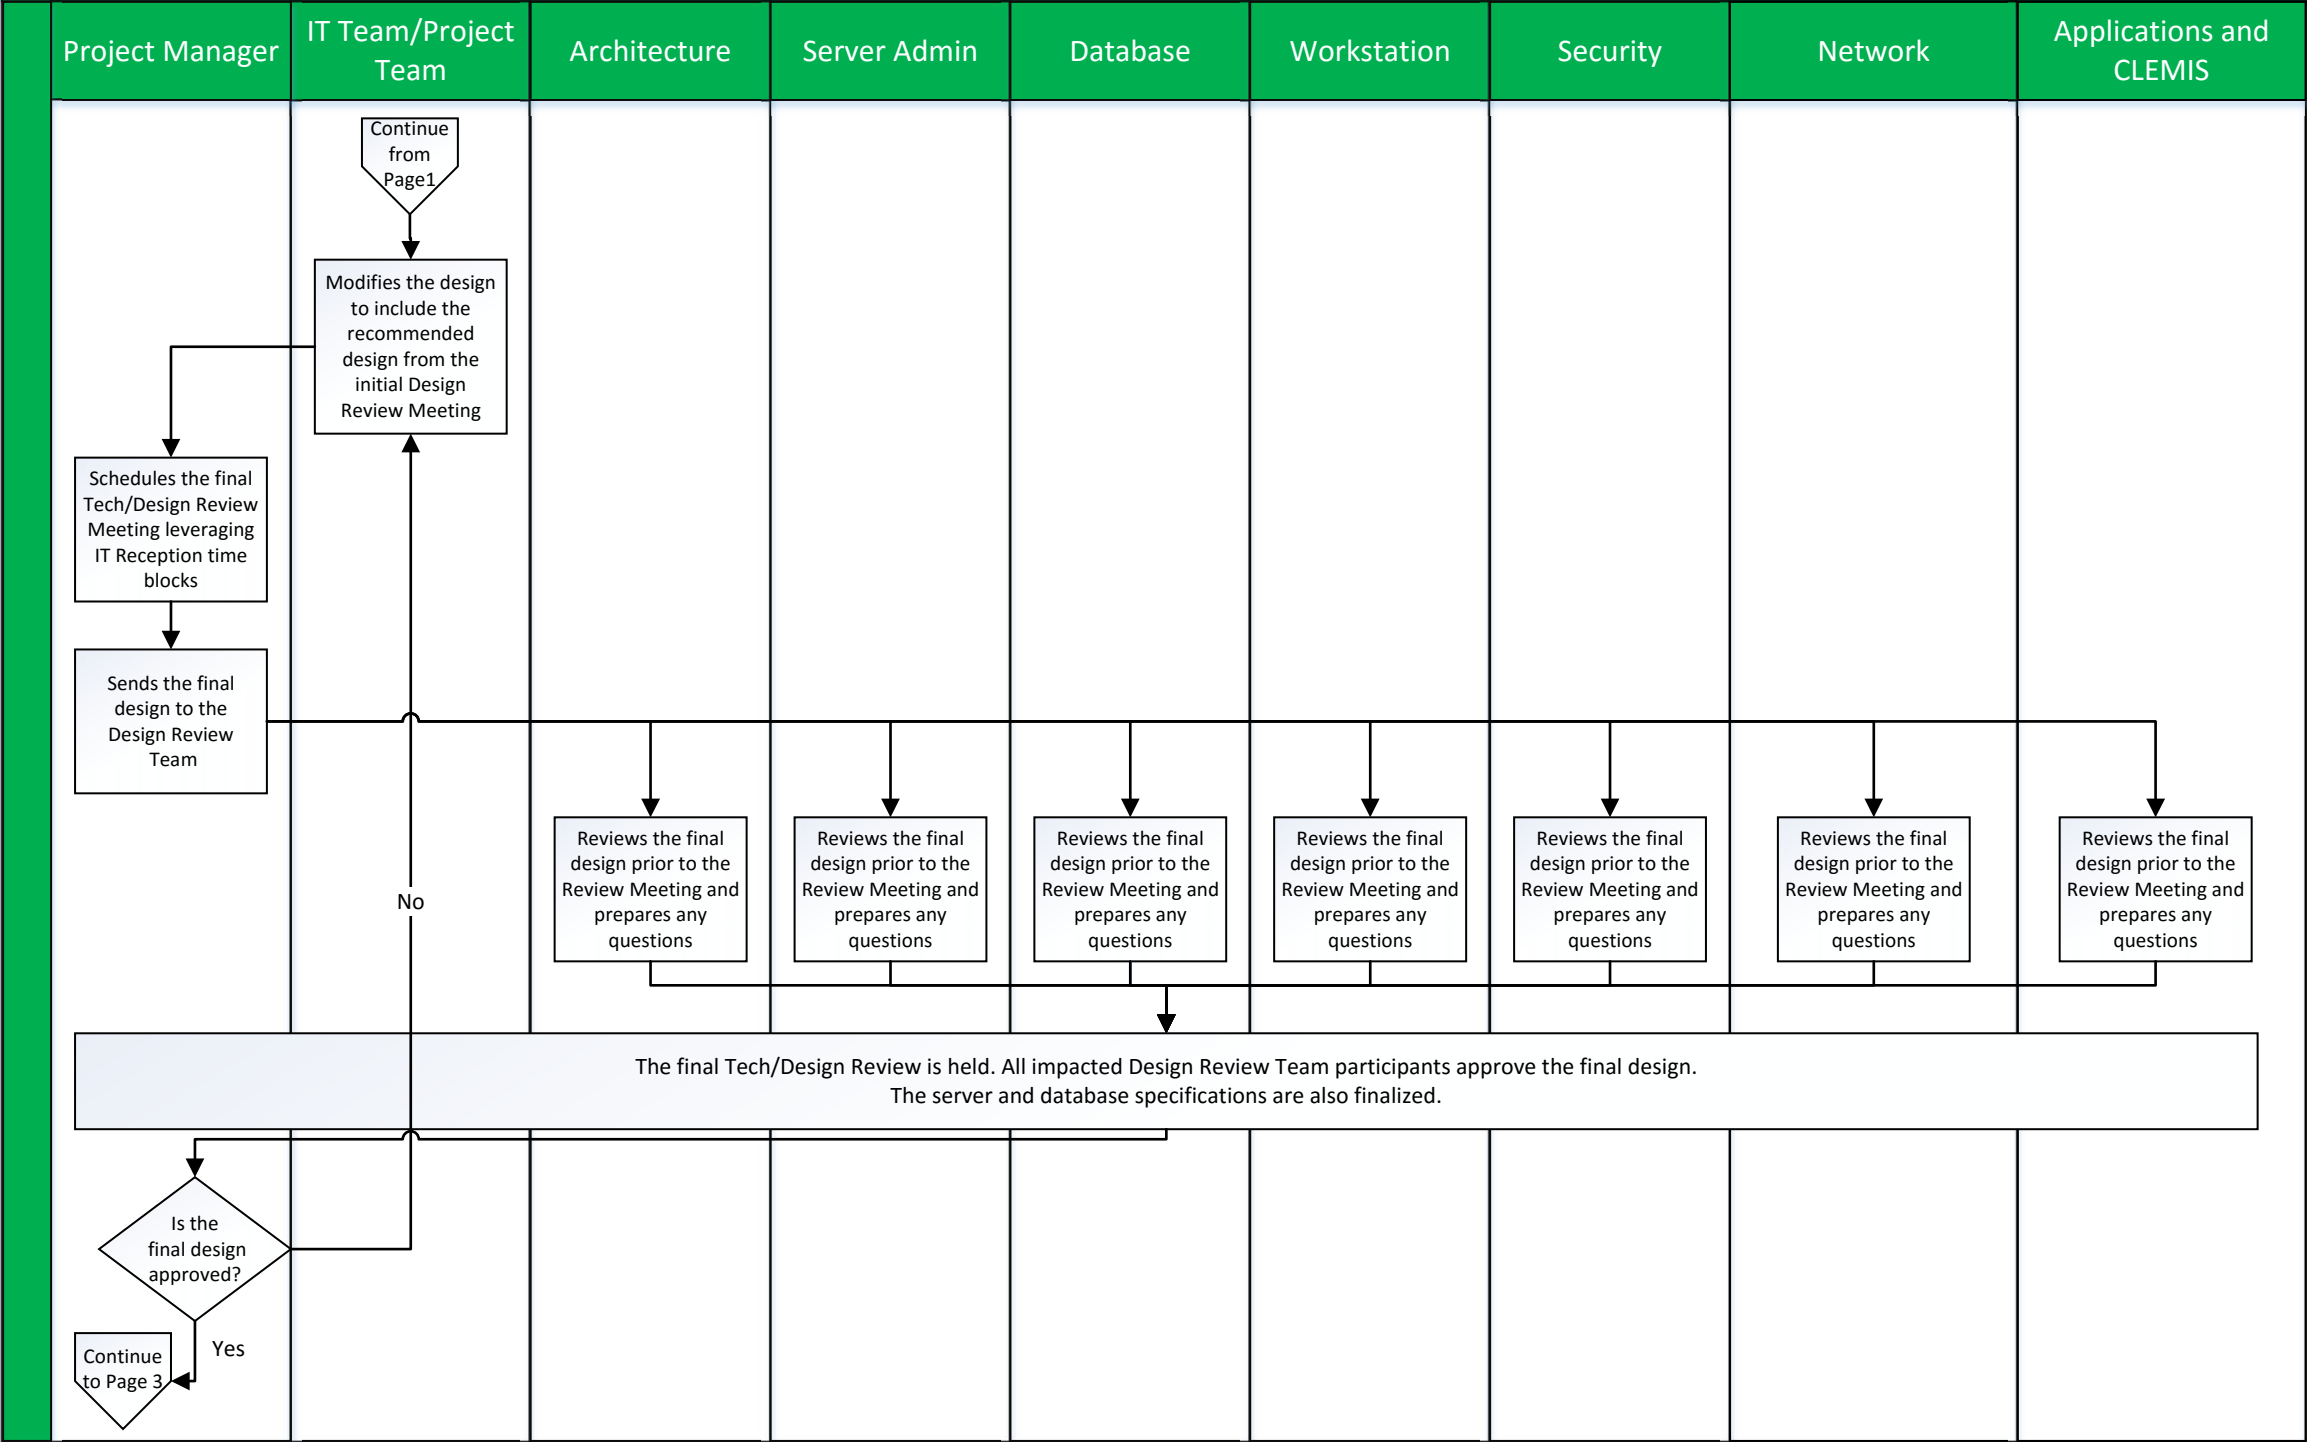 Project Manager
IT Team/Project
Team
Architecture
Server Admin
Database
Workstation
Security
Network
Applications and
CLEMIS
Continue
from
Page1
Modifies the design
to include the
recommended
design from the
initial Design
Review Meeting
Schedules the final
Tech/Design Review
Meeting leveraging
IT Reception time
blocks
Sends the final
design to the
Design Review
Team
Reviews the final
design prior to the
Review Meeting and
prepares any
questions
Reviews the final
design prior to the
Review Meeting and
prepares any
questions
Reviews the final
design prior to the
Review Meeting and
prepares any
questions
Reviews the final
design prior to the
Review Meeting and
prepares any
questions
Reviews the final
design prior to the
Review Meeting and
prepares any
questions
Reviews the final
design prior to the
Review Meeting and
prepares any
questions
Reviews the final
design prior to the
Review Meeting and
prepares any
questions
No
The final Tech/Design Review is held. All impacted Design Review Team participants approve the final design.
The server and database specifications are also finalized.
Is the
final design
approved?
Yes
Continue
to Page 3